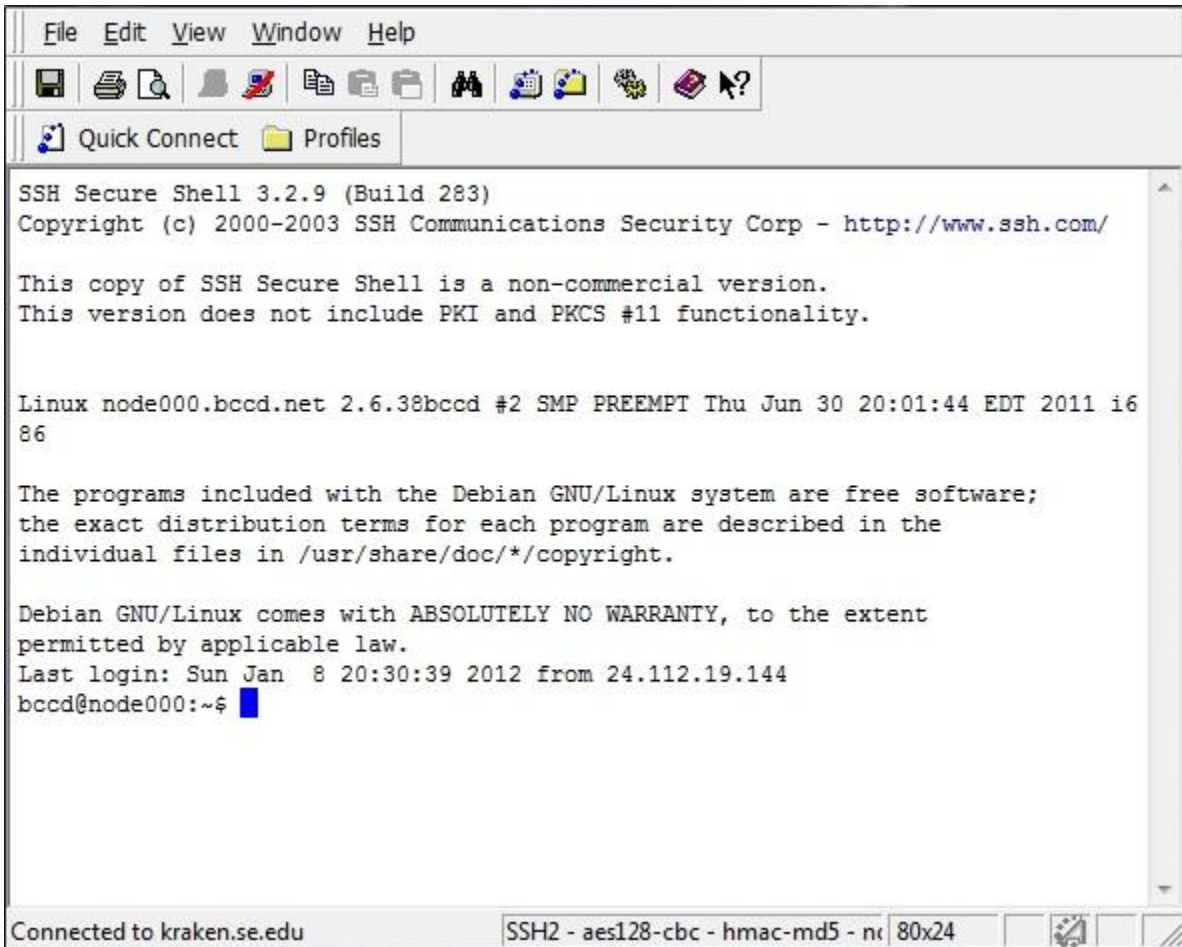 File Edit View Window Help
Quick Connect Profiles
SSH Secure Shell 3.2.9 (Build 283)
Copyright (c) 2000-2003 SSH Communications Security Corp - http://www.ssh.com/
This copy of SSH Secure Shell is a non-commercial version.
This version does not include PKI and PKCS #11 functionality.
Linux node000.bccd.net 2.6.38bccd #2 SMP PREEMPT Thu Jun 30 20:01:44 EDT 2011 i6
86
The programs included with the Debian GNU/Linux system are free software;
the exact distribution terms for each program are described in the
individual files in /usr/share/doc/*/copyright.
Debian GNU/Linux comes with ABSOLUTELY NO WARRANTY, to the extent
permitted by applicable law.
Last login: Sun Jan  8 20:30:39 2012 from 24.112.19.144
bccd@node000:~$
Connected to kraken.se.edu SSH2 - aes128-cbc - hmac-md5 - 80x24